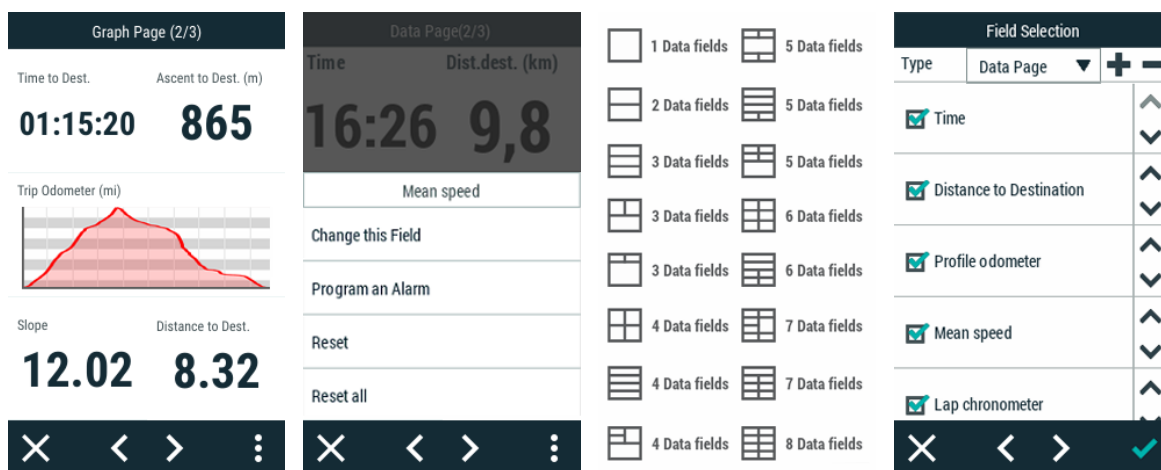 Graph Page (2/3)
Time to Dest. Ascent to Dest. (m)
01:15:20 865
Trip Odometer (mi)
Slope Distance to Dest.
12.02 8.32
Data Page(2/3)
Time Dist.dest. (km)
16:26 9,8
Mean speed
Change this Field
Program an Alarm
Reset
Reset all
1 Data fields 5 Data fields
2 Data fields 5 Data fields
3 Data fields 5 Data fields
3 Data fields 6 Data fields
3 Data fields 6 Data fields
4 Data fields 7 Data fields
4 Data fields 7 Data fields
4 Data fields 8 Data fields
Field Selection
Type Data Page
Time
Distance to Destination
Profile odometer
Mean speed
Lap chronometer